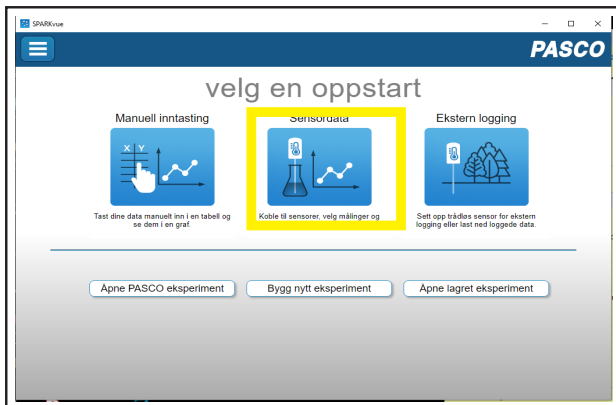 SPARKvue
PASCO
velg en oppstart
Manuell inntasting
Sensordata
Ekstern logging
X Y
Tast dine data manuelt inn i en tabell og
se dem i en graf.
Koble til sensorer, velg målinger og
Sett opp trådløs sensor for ekstern
logging eller last ned loggede data.
Åpne PASCO eksperiment
Bygg nytt eksperiment
Åpne lagret eksperiment